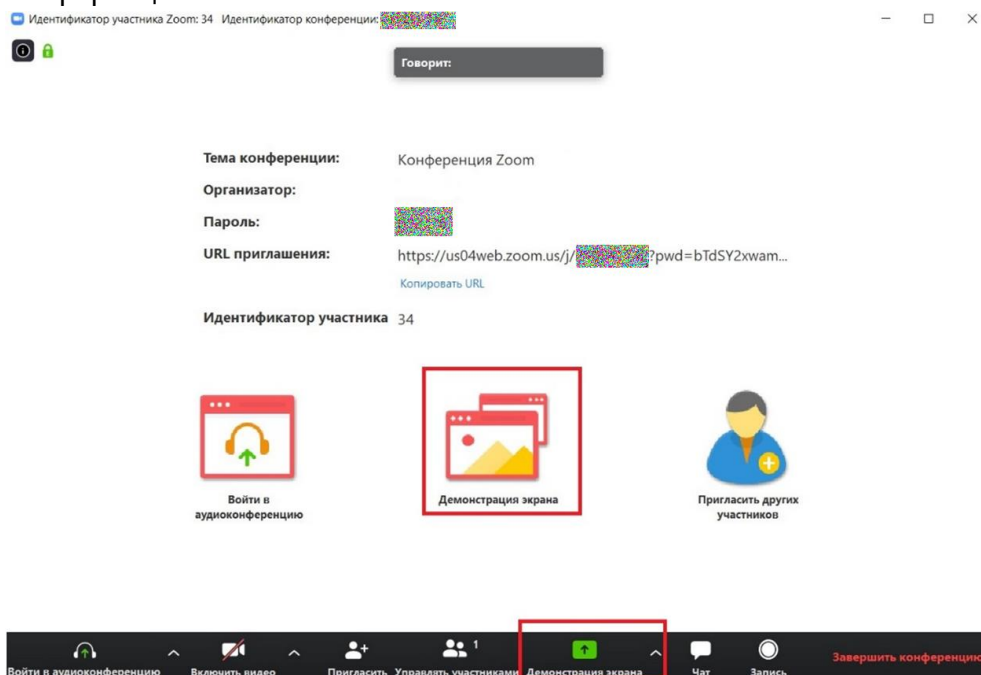 Идентификатор участника Zoom: 34 Идентификатор конференции:
Говорит:
Тема конференции: Конференция Zoom
Организатор:
Пароль:
URL приглашения: https://us04web.zoom.us/j/ ?pwd=bTdSY2xwam...
Копировать URL
Идентификатор участника 34
Войти в
аудиоконференцию
Демонстрация экрана
Пригласить других
участников
1
Войти в аудиоконференцию Включить видео Пригласить Управлять участниками Демонстрация экрана Чат Запись Завершить конференцию